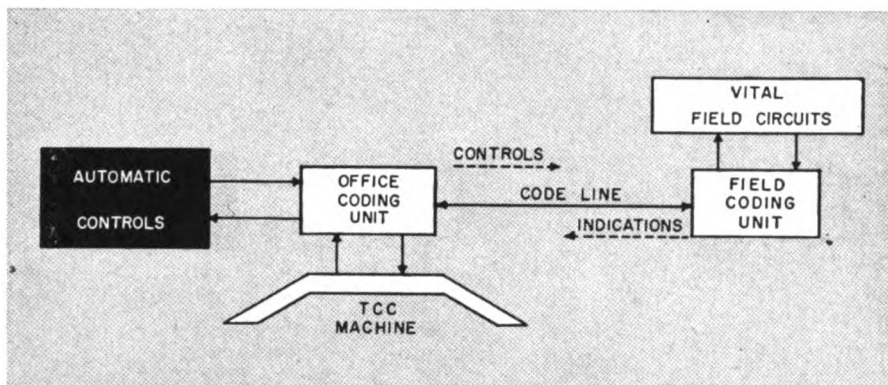 AUTOMATIC
CONTROLS
OFFICE
CODING
UNIT
TCC
MACHINE
CONTROLS
CODE LINE
INDICATIONS
VITAL
FIELD CIRCUITS
FIELD
CODING
UNIT